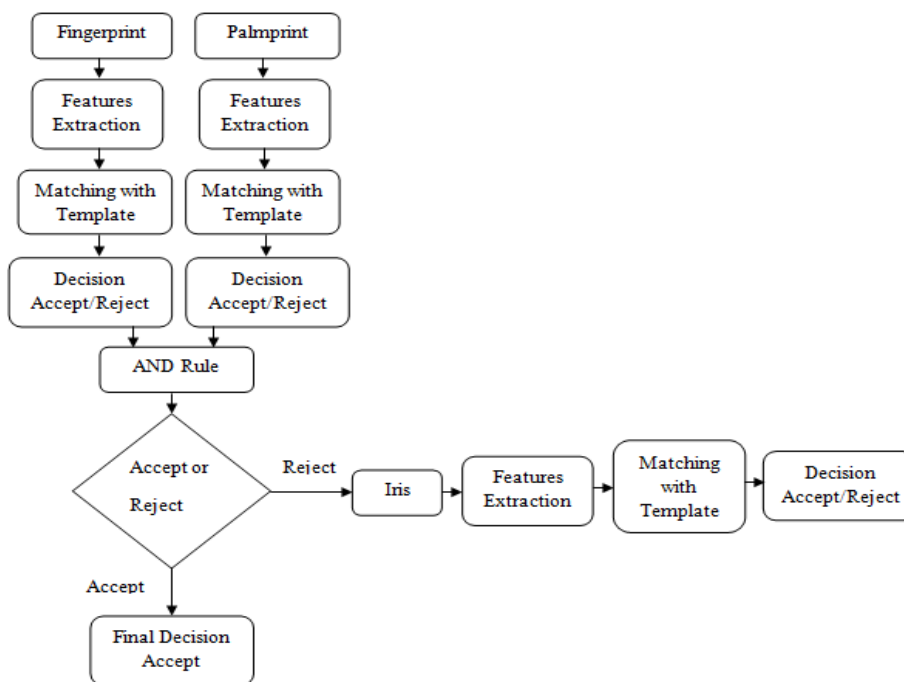 Fingerprint
Palmprint
Features
Extraction
Features
Extraction
Matching with
Template
Matching with
Template
Decision
Accept/Reject
Decision
Accept/Reject
AND Rule
Accept or
Reject
Reject
Iris
Features
Extraction
Matching
with
Template
Decision
Accept/Reject
Accept
Final Decision
Accept